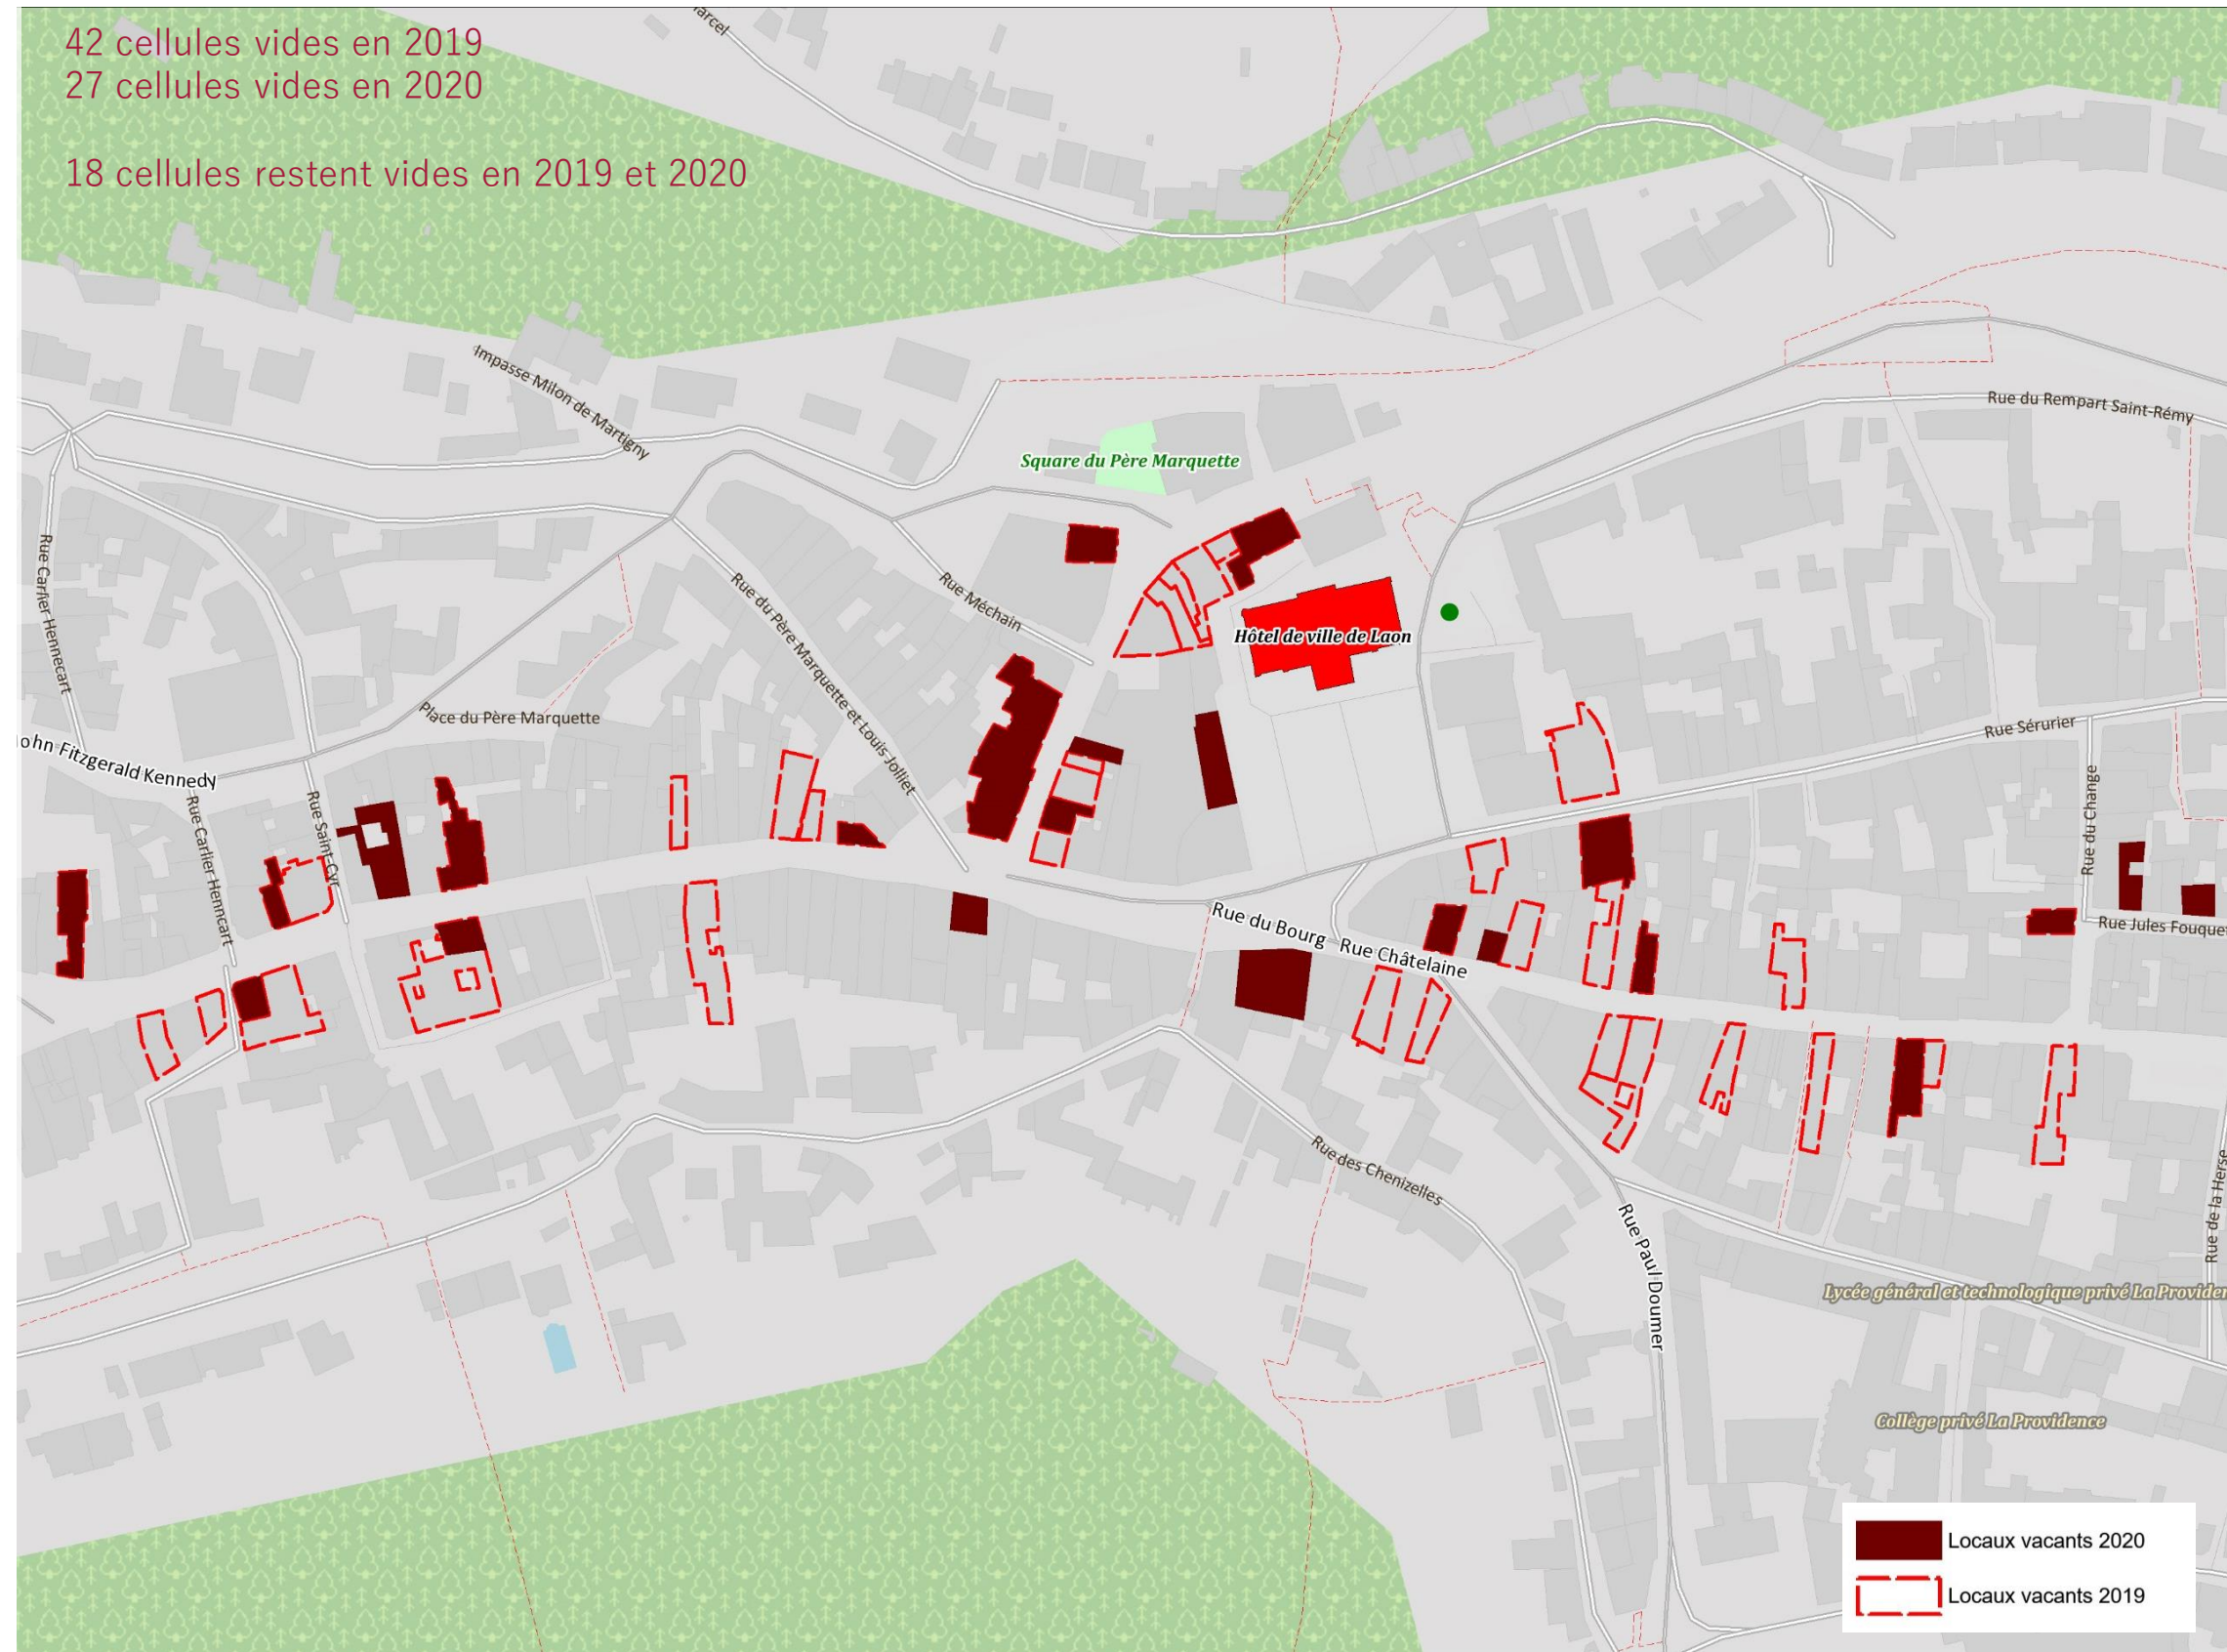 42 cellules vides en 2019
27 cellules vides en 2020
18 cellules restent vides en 2019 et 2020
arcel
Impasse Milon de Martigny
Rue du Rempart Saint-Rémy
Square du Père Marquette
Rue Carlier Hennecart
Rue du Père Marquette et Louis Jolliet
Rue Méchain
Hôtel de ville de Laon
Place du Père Marquette
ohn Fitzgerald Kennedy
Rue Sérurier
Rue Carlier Henncart
Rue Saint-Cyr
Rue du Change
Rue du Bourg
Rue Châtelaine
Rue Jules Fouquet
Rue des Chenizelles
Rue Paul Doumer
Rue de la Herse
Lycée général et technologique privé La Providen
Collège privé La Providence
Locaux vacants 2020
Locaux vacants 2019